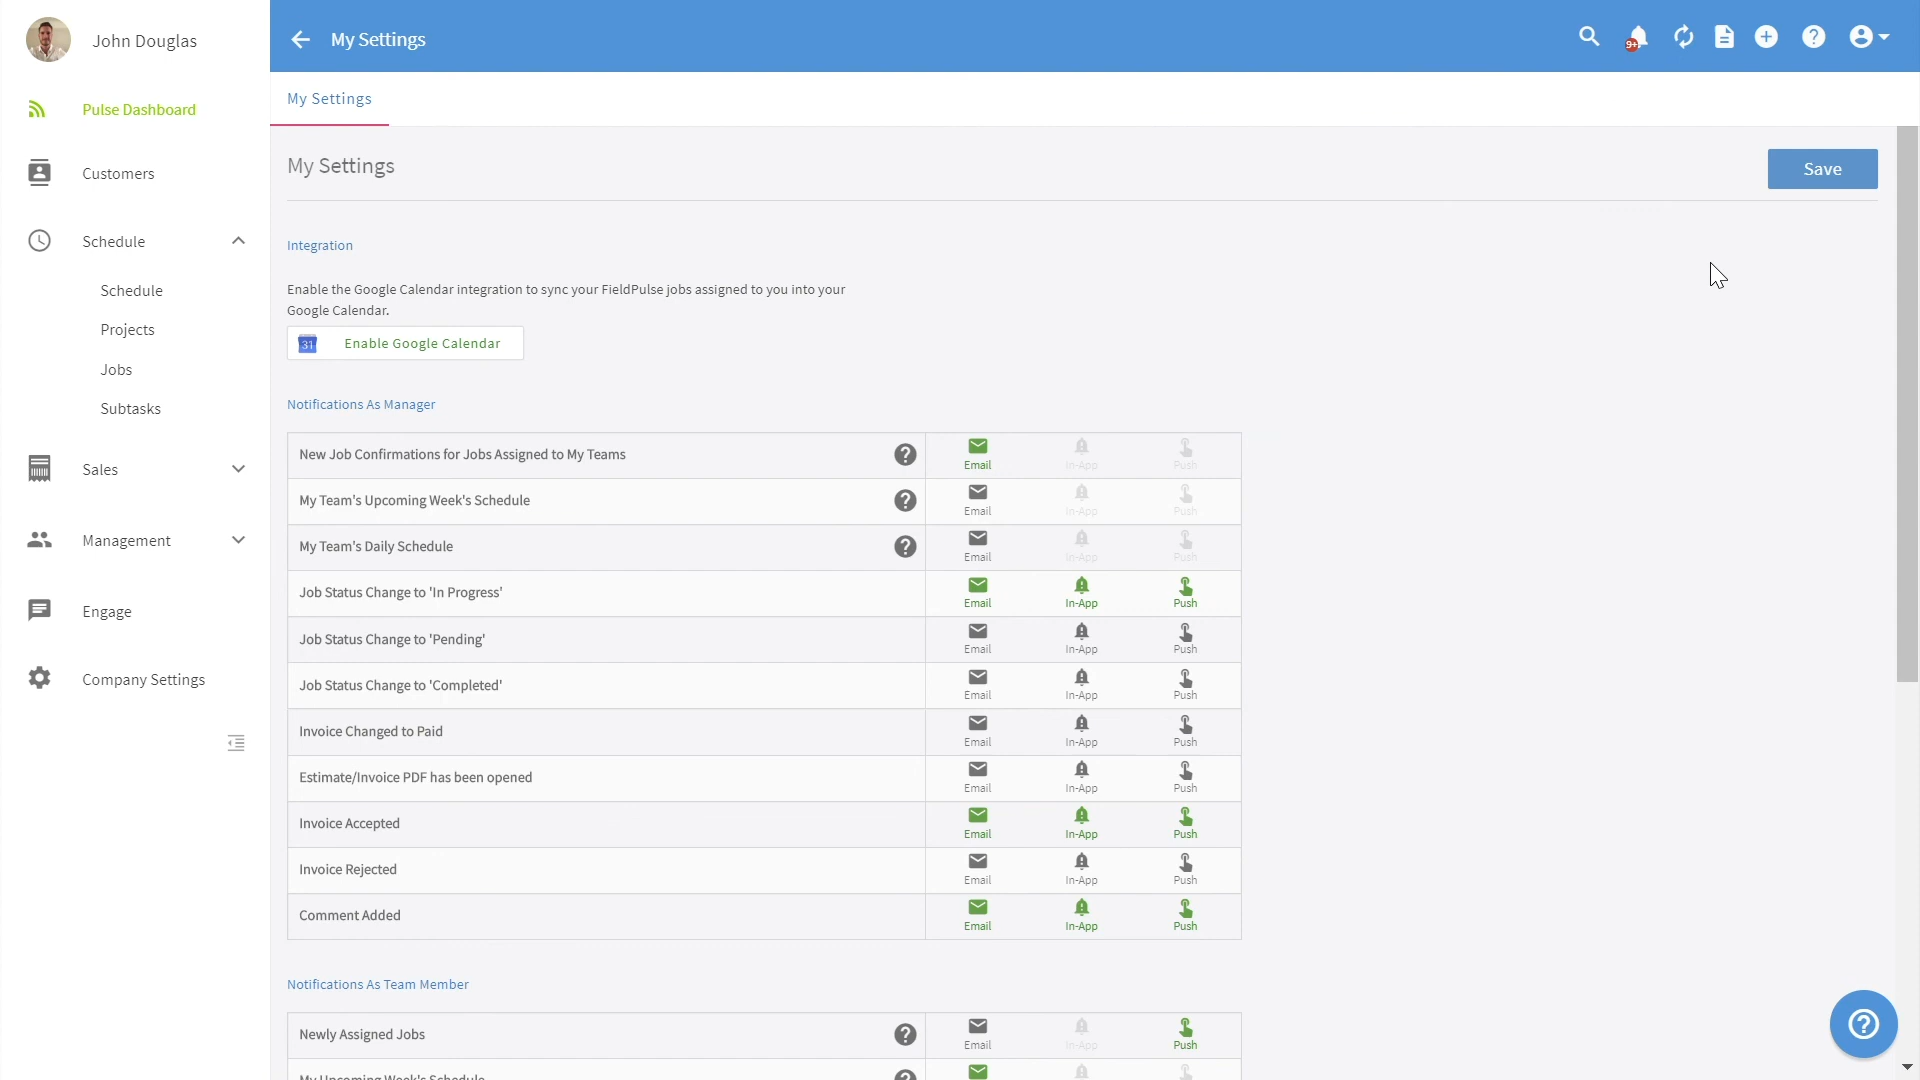 John Douglas
My Settings
9+
Pulse Dashboard
My Settings
Customers
My Settings
Save
Schedule
Integration
Schedule
Enable the Google Calendar integration to sync your FieldPulse jobs assigned to you into your
Google Calendar.
Projects
31 Enable Google Calendar
Jobs
Subtasks
Notifications As Manager
Sales
Management
Engage
Company Settings
New Job Confirmations for Jobs Assigned to My Teams ? Email In-App Push
My Team's Upcoming Week's Schedule ? Email In-App Push
My Team's Daily Schedule ? Email In-App Push
Job Status Change to 'In Progress' Email In-App Push
Job Status Change to 'Pending' Email In-App Push
Job Status Change to 'Completed' Email In-App Push
Invoice Changed to Paid Email In-App Push
Estimate/Invoice PDF has been opened Email In-App Push
Invoice Accepted Email In-App Push
Invoice Rejected Email In-App Push
Comment Added Email In-App Push
Notifications As Team Member
Newly Assigned Jobs ? Email In-App Push
My Upcoming Week's Schedule